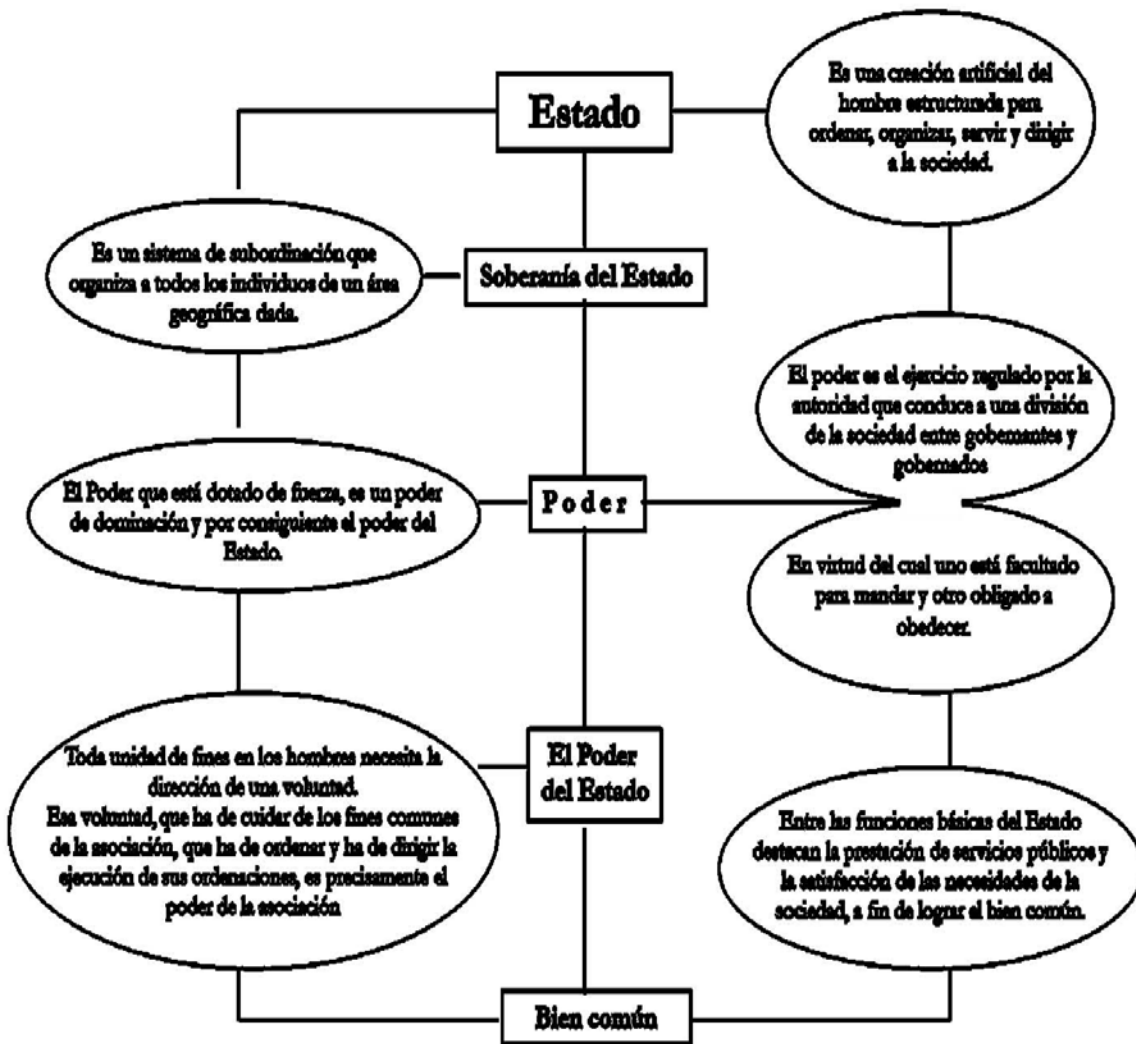 Estado
Es una creación artificial del
hombre estructurada para
ordenar, organizar, servir y dirigir
a la sociedad.
Es un sistema de subordinación que
organiza a todos los individuos de un área
geográfica dada.
Soberanía del Estado
El poder es el ejercicio regulado por la
autoridad que conduce a una división
de la sociedad entre gobernantes y
gobernados
El Poder que está dotado de fuerza, es un poder
de dominación y por consiguiente el poder del
Estado.
Poder
En virtud del cual uno está facultado
para mandar y otro obligado a
obedecer.
Toda unidad de fines en los hombres necesita la
dirección de una voluntad.
Esa voluntad, que ha de cuidar de los fines comunes
de la asociación, que ha de ordenar y ha de dirigir la
ejecución de sus ordenaciones, es precisamente el
poder de la asociación
El Poder
del Estado
Entre las funciones básicas del Estado
destacan la prestación de servicios públicos y
la satisfacción de las necesidades de la
sociedad, a fin de lograr el bien común.
Bien común